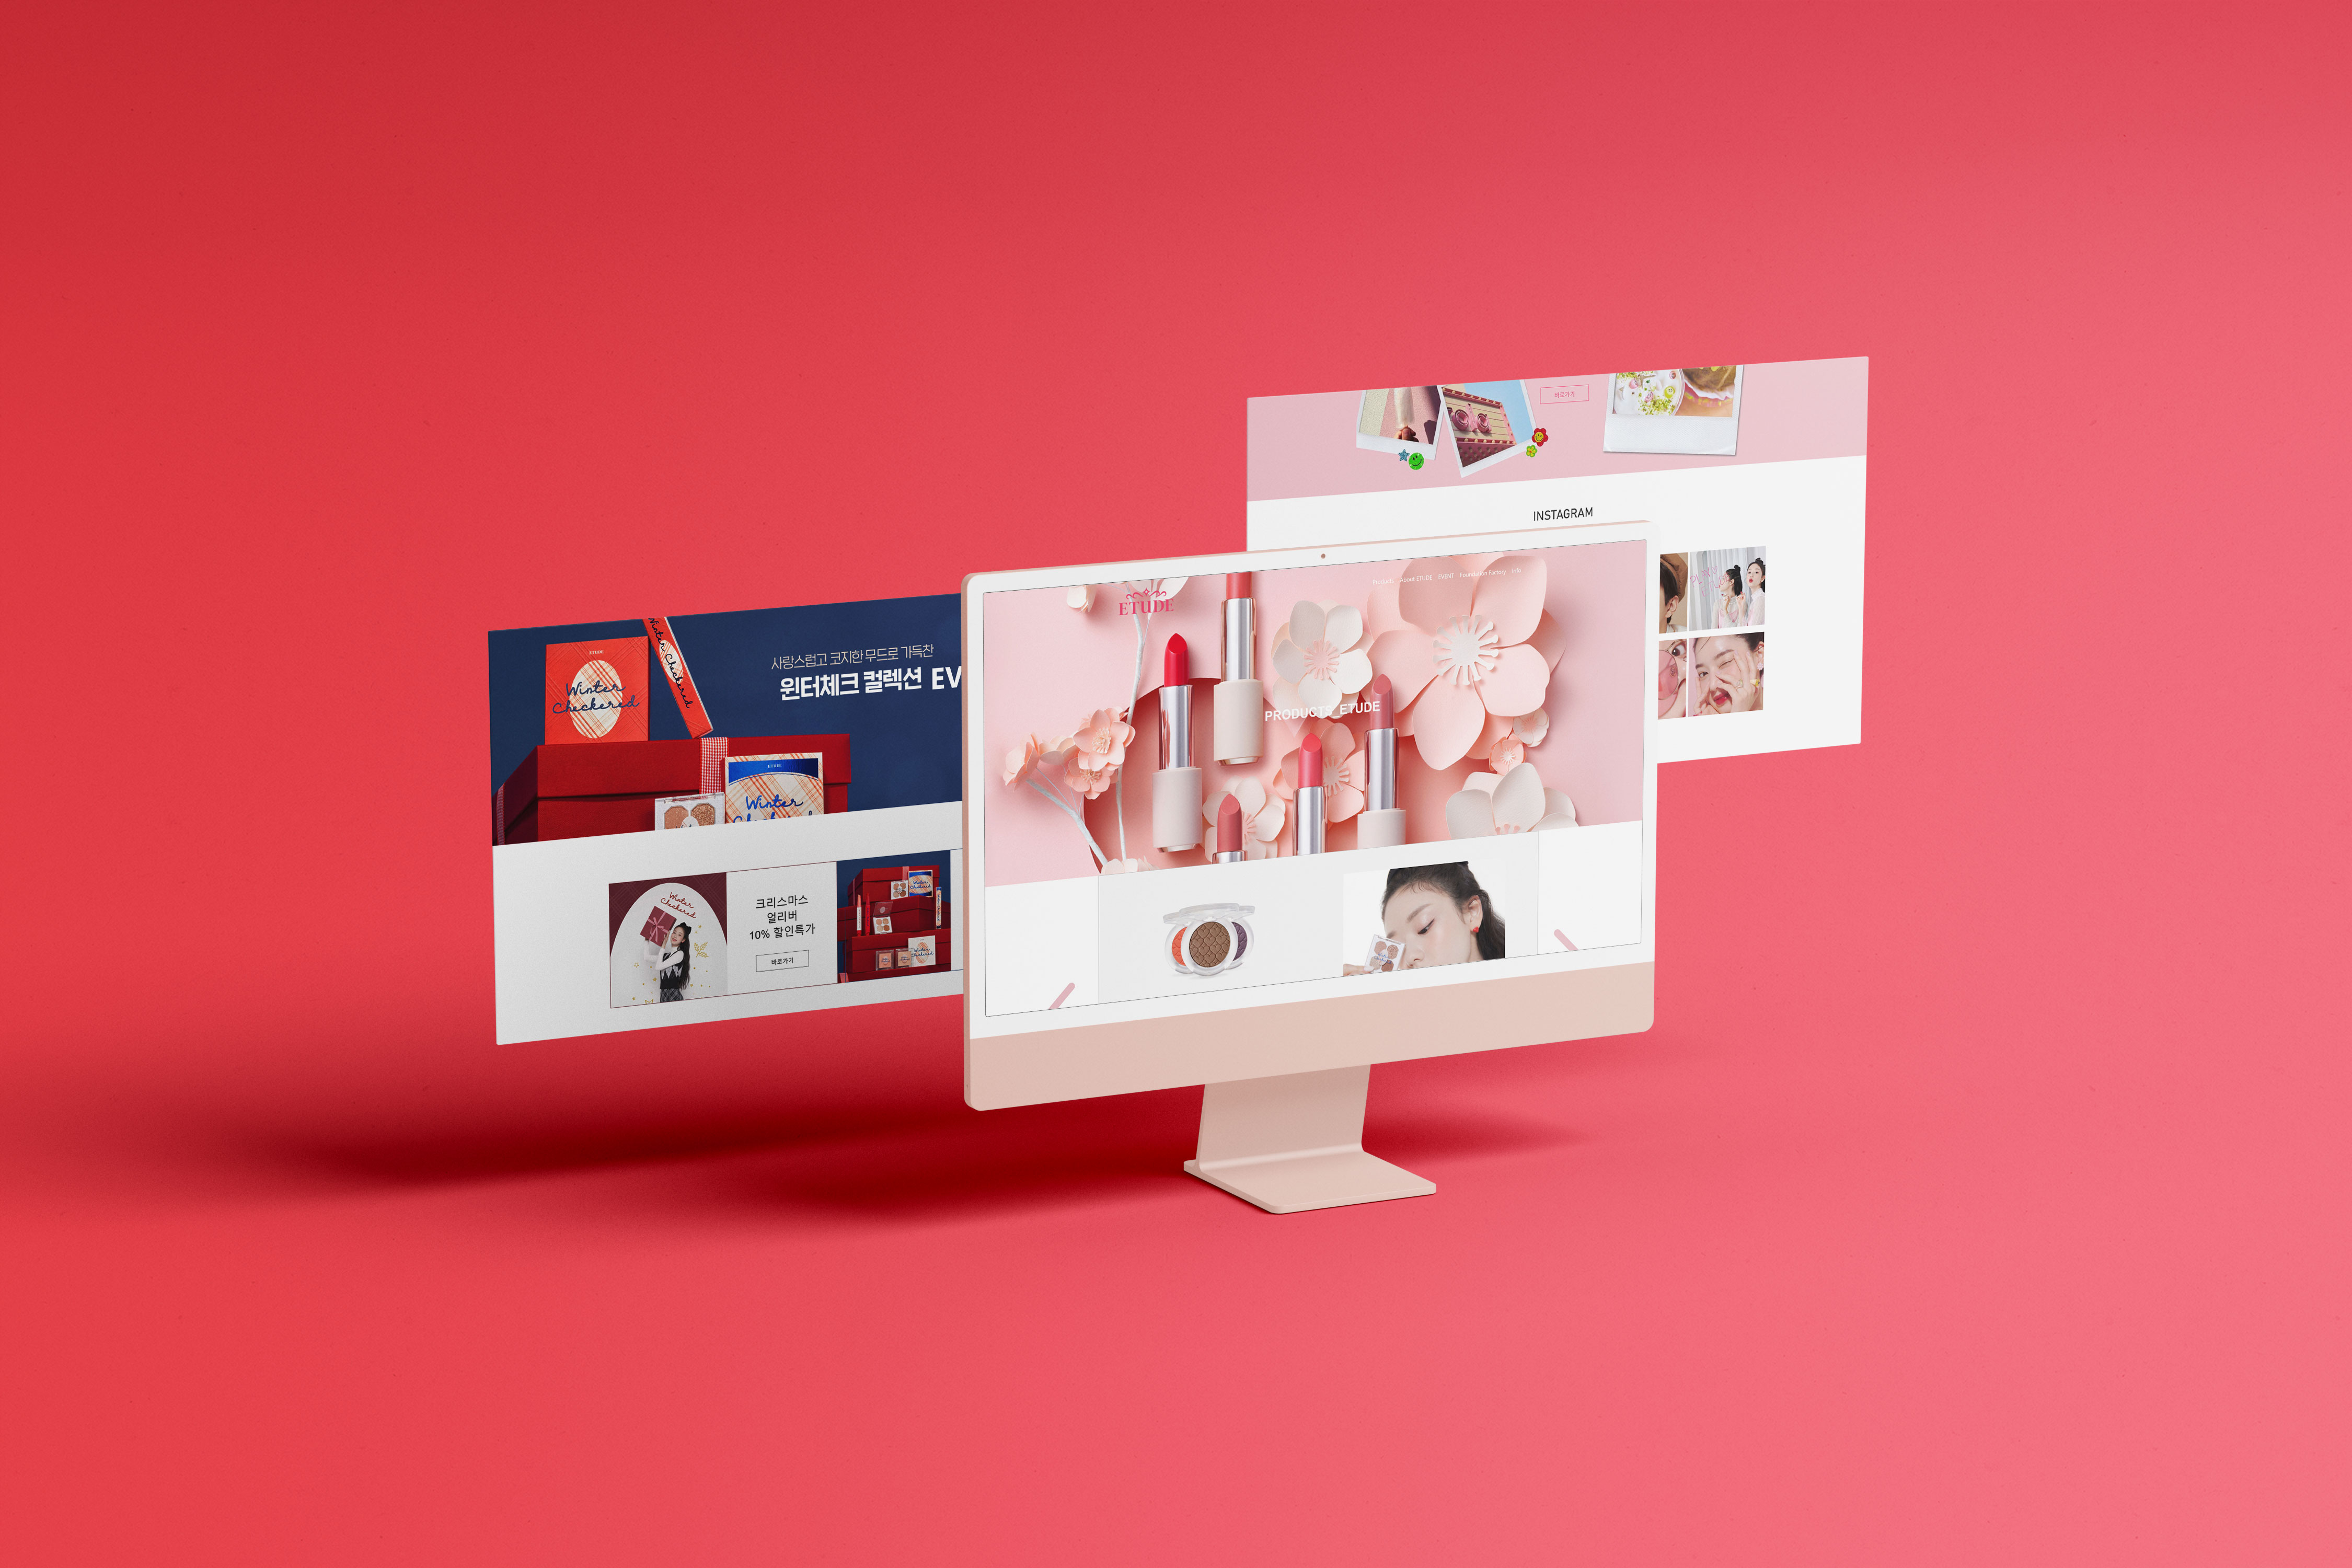 바로가기
INSTAGRAM
ETUDE
Products About ETUDE EVENT Foundation Factory Info
PRODUCTS_ETUDE
사랑스럽고 코지한 무드로 가득찬
윈터체크 컬렉션 EV
ETUDE
Winter
Checkered
Winter Checkered
ETUDE
Winter
Winter
Checkered
크리스마스
얼리버
10% 할인특가
바로가기